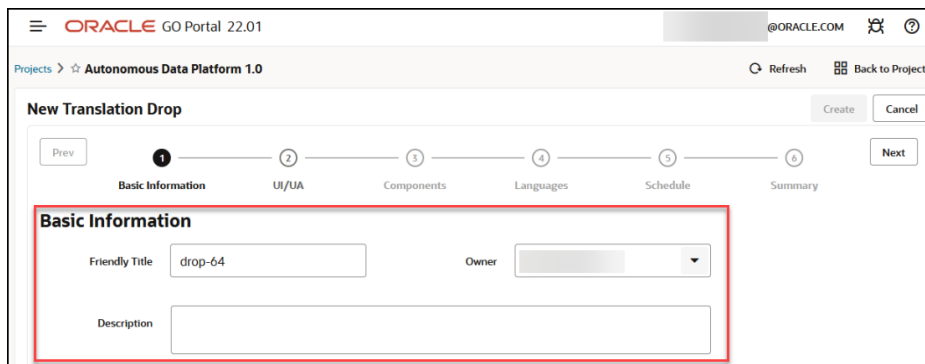 ORACLE GO Portal 22.01 @ORACLE.COM
Projects Autonomous Data Platform 1.0 Refresh Back to Project
New Translation Drop Create Cancel
Prev 1 2 3 4 5 6 Next
Basic Information UI/UA Components Languages Schedule Summary
Basic Information
Friendly Title drop-64 Owner
Description